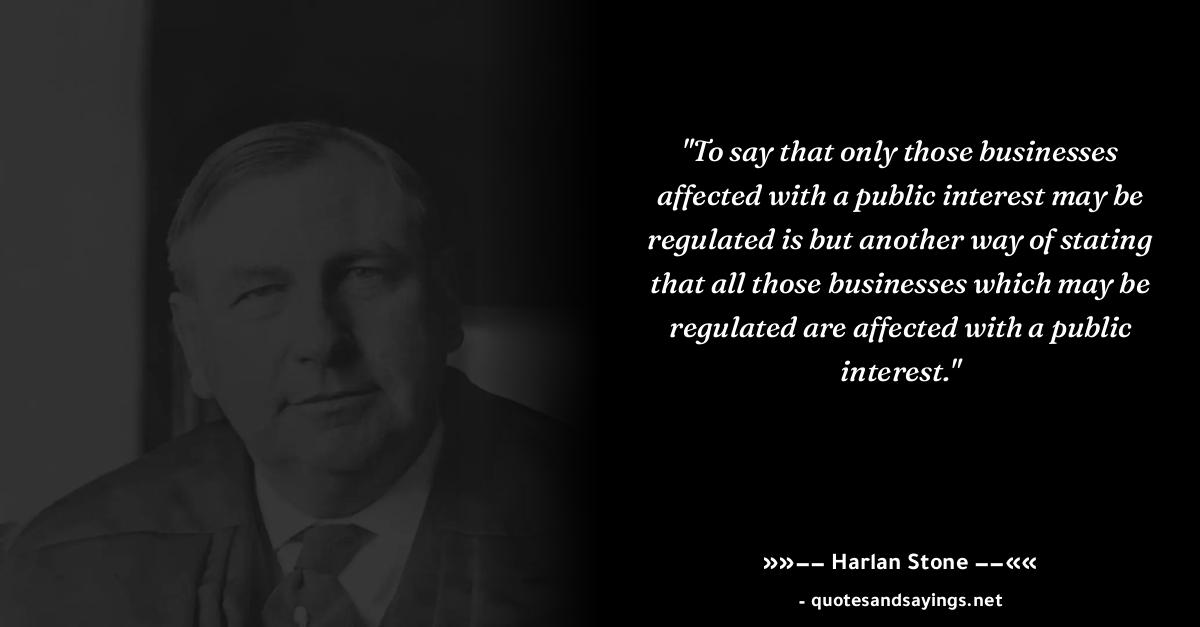 "To say that only those businesses
affected with a public interest may be
regulated is but another way of stating
that all those businesses which may be
regulated are affected with a public
interest."
»»–– Harlan Stone ––««
- quotesandsayings.net